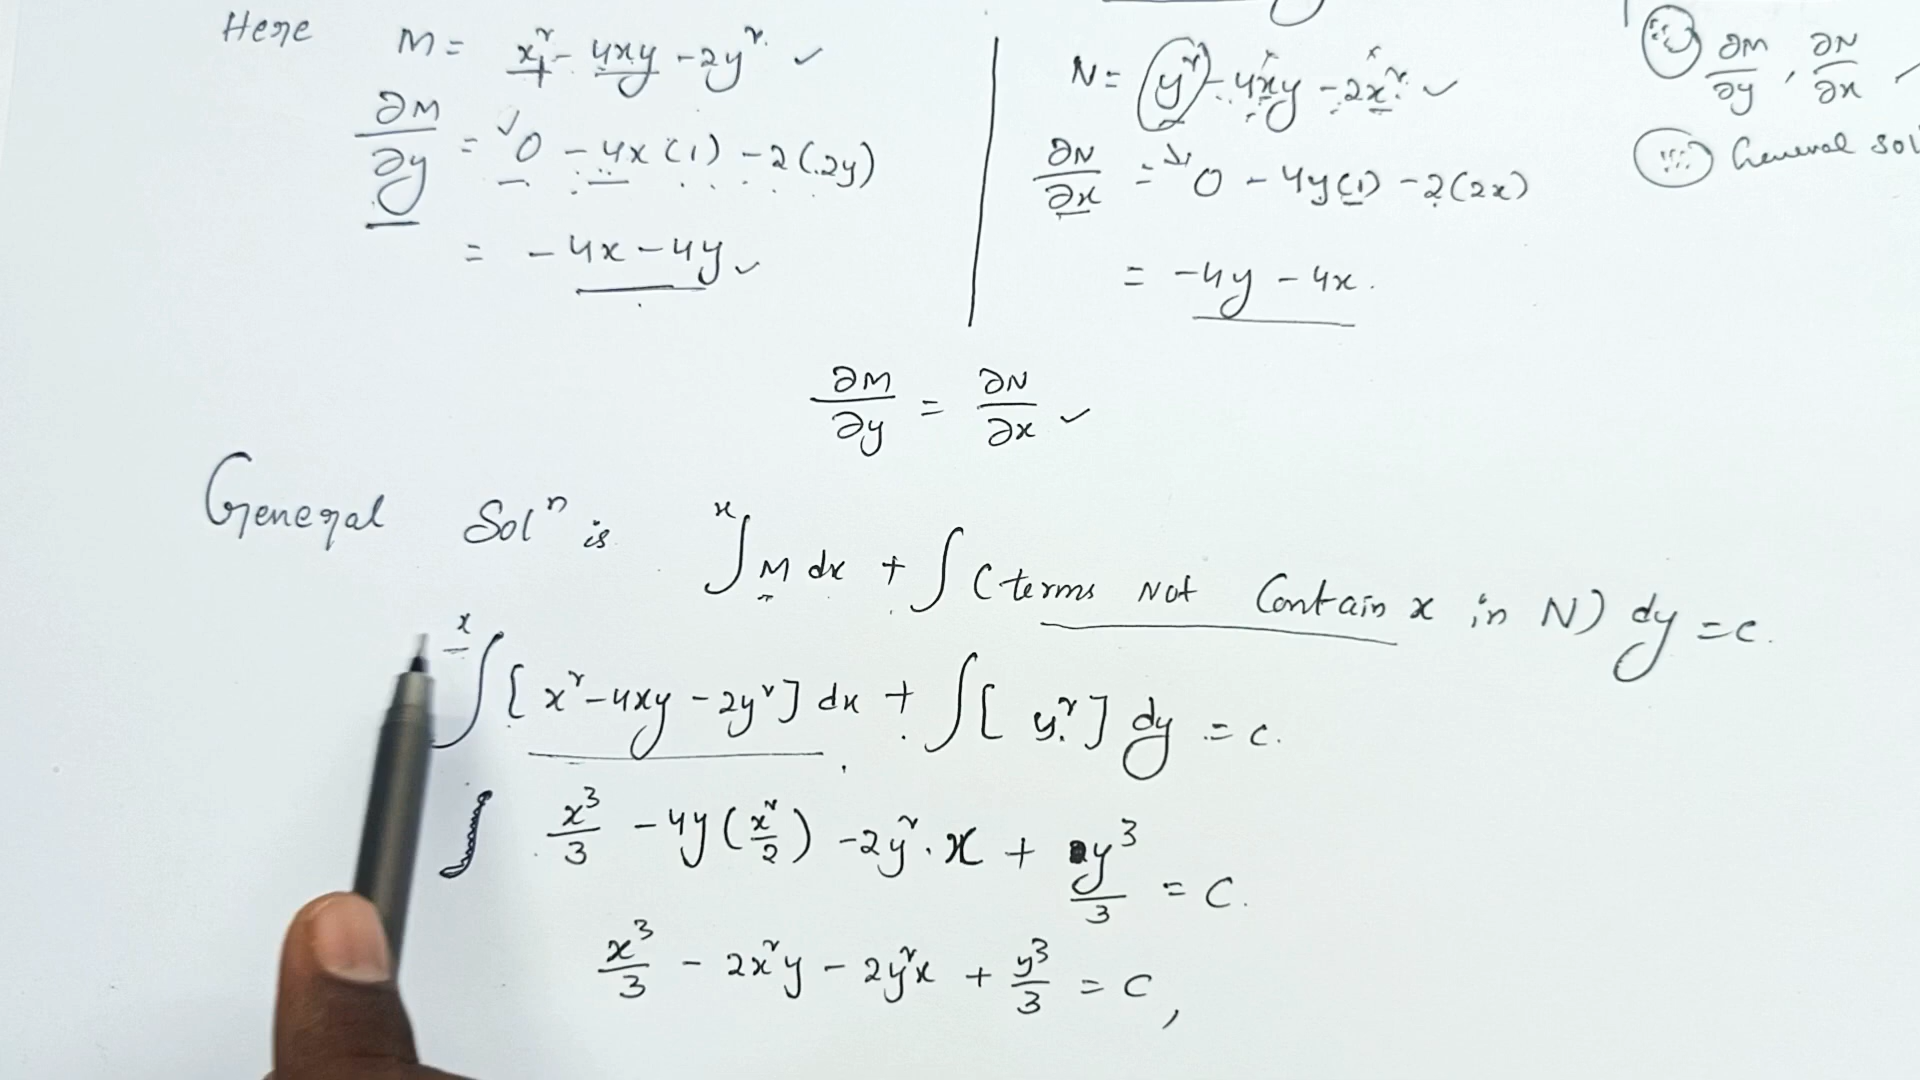 Here M = x² - 4xy - 2y² ✓
∂M/∂y = 0 - 4x(1) - 2(2y)
= -4x - 4y ✓
N = y² - 4xy - 2x² ✓
∂N/∂x = 0 - 4y(1) - 2(2x)
= -4y - 4x.
∂M/∂y, ∂N/∂x
(iii) General sol
∂M/∂y = ∂N/∂x ✓
General Solⁿ is ∫ˣ M dx + ∫ (terms Not Contain x in N) dy = c.
∫ˣ [x² - 4xy - 2y²] dx + ∫ [y²] dy = c.
x³/3 - 4y(x²/2) - 2y².x + y³/3 = C.
x³/3 - 2x²y - 2y²x + y³/3 = C,